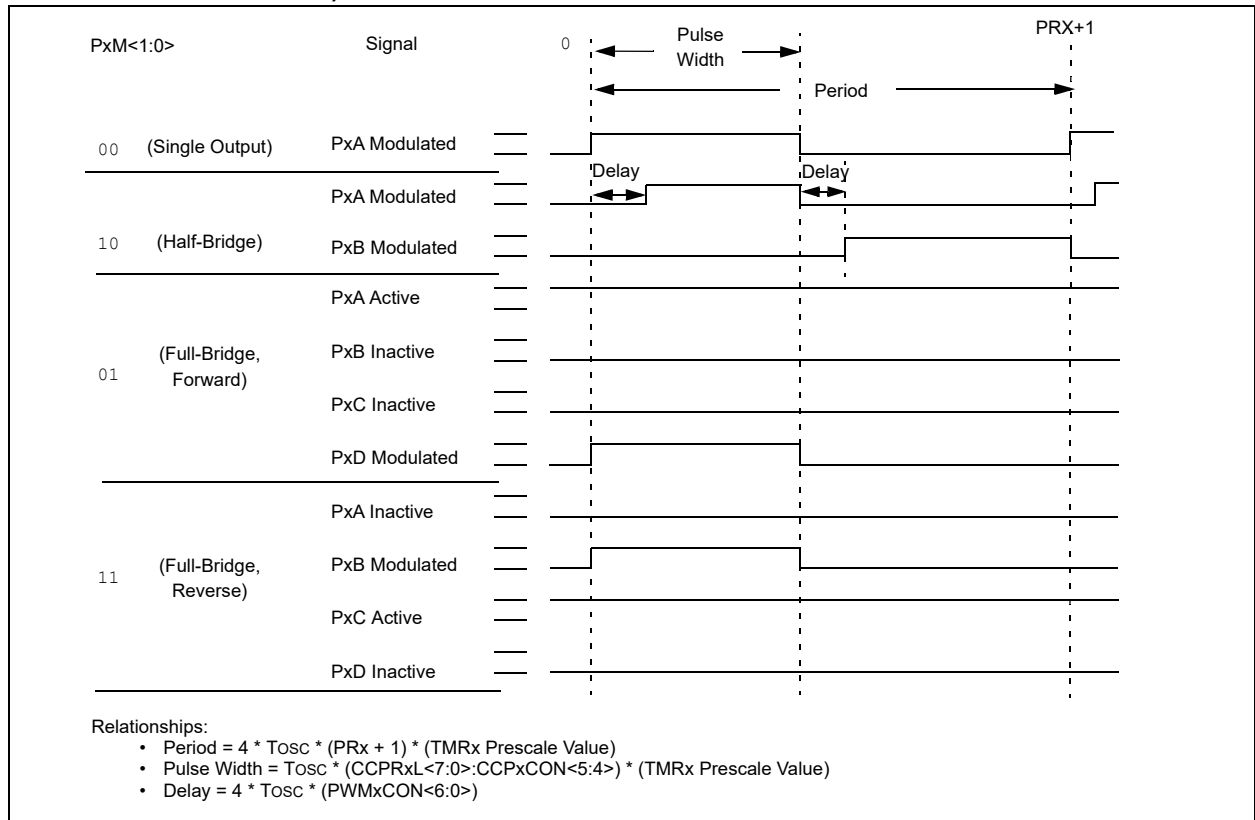 PxM<1:0>
Signal
0
Pulse
Width
PRX+1
Period
00
(Single Output)
PxA Modulated
Delay
Delay
PxA Modulated
10
(Half-Bridge)
PxB Modulated
PxA Active
(Full-Bridge,
Forward)
PxB Inactive
01
PxC Inactive
PxD Modulated
PxA Inactive
11
(Full-Bridge,
Reverse)
PxB Modulated
PxC Active
PxD Inactive
Relationships:
• Period = 4 * TOSC * (PRx + 1) * (TMRx Prescale Value)
• Pulse Width = TOSC * (CCPRxL<7:0>:CCPxCON<5:4>) * (TMRx Prescale Value)
• Delay = 4 * TOSC * (PWMxCON<6:0>)